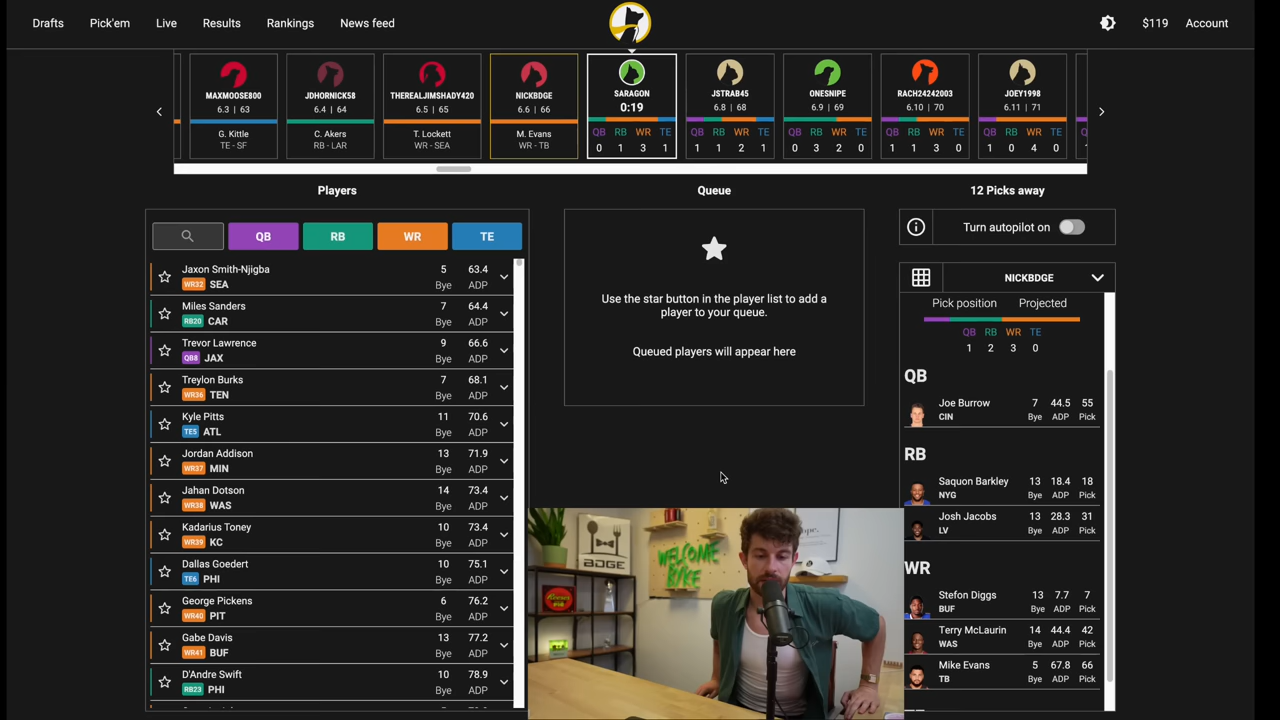 Drafts Pick'em Live Results Rankings News feed $119 Account
MAXMOOSE800
6.3 | 63
G. Kittle
TE - SF
JDHORNICK58
6.4 | 64
C. Akers
RB - LAR
THEREALJIMSHADY420
6.5 | 65
T. Lockett
WR - SEA
NICKBDGE
6.6 | 66
M. Evans
WR - TB
SARAGON
0:19
QB RB WR TE
0 1 3 1
JSTRAB45
6.8 | 68
QB RB WR TE
1 1 2 1
ONESNIPE
6.9 | 69
QB RB WR TE
0 3 2 0
RACH24242003
6.10 | 70
QB RB WR TE
1 1 3 0
JOEY1998
6.11 | 71
QB RB WR TE
1 0 4 0
Players
QB RB WR TE
Jaxon Smith-Njigba 5 63.4
WR32 SEA Bye ADP
Miles Sanders 7 64.4
RB20 CAR Bye ADP
Trevor Lawrence 9 66.6
QB8 JAX Bye ADP
Treylon Burks 7 68.1
WR36 TEN Bye ADP
Kyle Pitts 11 70.6
TE5 ATL Bye ADP
Jordan Addison 13 71.9
WR37 MIN Bye ADP
Jahan Dotson 14 73.4
WR38 WAS Bye ADP
Kadarius Toney 10 73.4
WR39 KC Bye ADP
Dallas Goedert 10 75.1
TE6 PHI Bye ADP
George Pickens 6 76.2
WR40 PIT Bye ADP
Gabe Davis 13 77.2
WR41 BUF Bye ADP
D'Andre Swift 10 78.9
RB23 PHI Bye ADP
Queue
Use the star button in the player list to add a
player to your queue.
Queued players will appear here
12 Picks away
Turn autopilot on
NICKBDGE
Pick position Projected
QB RB WR TE
1 2 3 0
QB
Joe Burrow 7 44.5 55
CIN Bye ADP Pick
RB
Saquon Barkley 13 18.4 18
NYG Bye ADP Pick
Josh Jacobs 13 28.3 31
LV Bye ADP Pick
WR
Stefon Diggs 13 7.7 7
BUF Bye ADP Pick
Terry McLaurin 14 44.4 42
WAS Bye ADP Pick
Mike Evans 5 67.8 66
TB Bye ADP Pick
BDGE
WELCOME